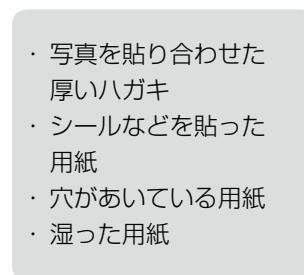 ・ 写真を貼り合わせた
厚いハガキ
・ シールなどを貼った
用紙
・ 穴があいている用紙
・ 湿った用紙